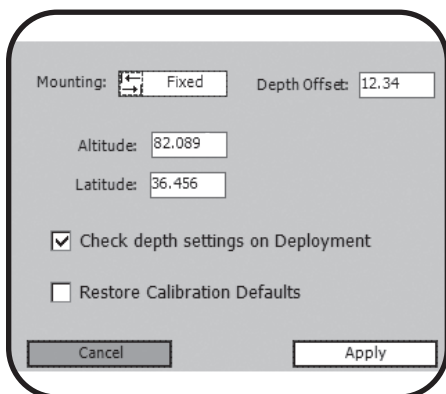 Mounting: Fixed Depth Offset: 12.34
Altitude: 82.089
Latitude: 36.456
Check depth settings on Deployment
Restore Calibration Defaults
Cancel Apply